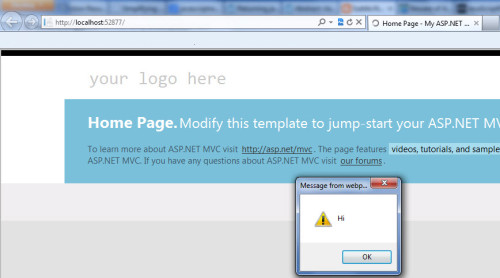 http://localhost:52877/
Home Page - My ASP.NET ...
your logo here
Home Page. Modify this template to jump-start your ASP.NET MV
To learn more about ASP.NET MVC visit http://asp.net/mvc. The page features videos, tutorials, and sample
ASP.NET MVC. If you have any questions about ASP.NET MVC visit our forums.
Message from webp...
Hi
OK